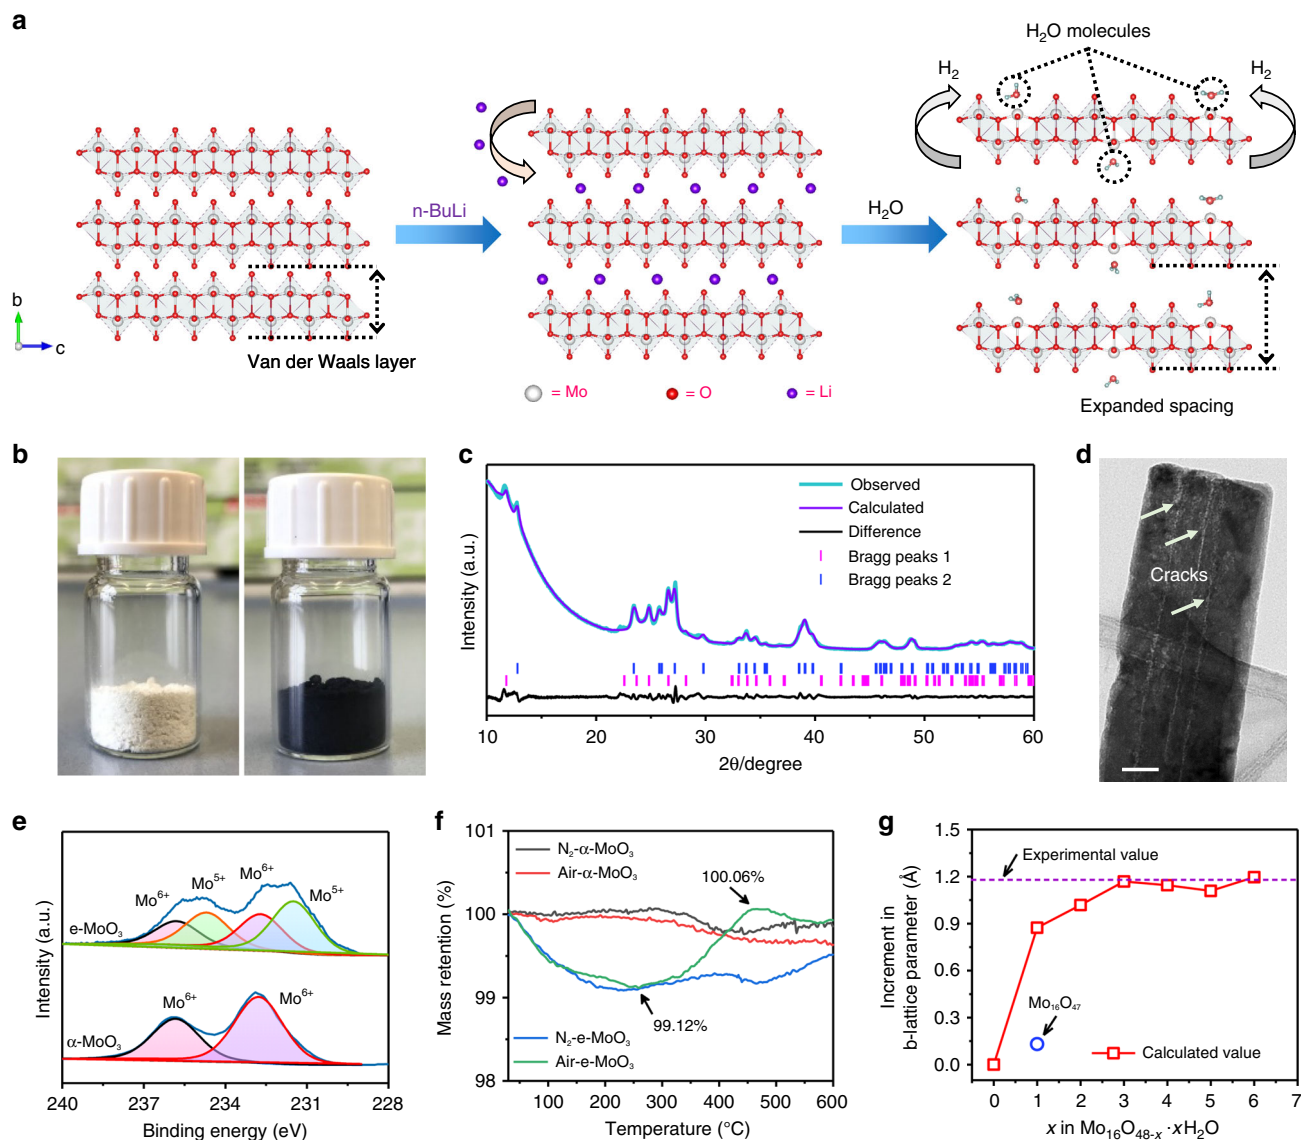 a
H₂O molecules
H₂
H₂
n-BuLi
H₂O
b
c
Van der Waals layer
= Mo
= O
= Li
Expanded spacing
b
c
Intensity (a.u.)
Observed
Calculated
Difference
Bragg peaks 1
Bragg peaks 2
10
20
30
40
50
60
2θ/degree
d
Cracks
e
Intensity (a.u.)
Mo⁶⁺
Mo⁵⁺
Mo⁶⁺
Mo⁵⁺
e-MoO₃
Mo⁶⁺
Mo⁶⁺
α-MoO₃
240
237
234
231
228
Binding energy (eV)
f
Mass retention (%)
101
100
99
98
N₂-α-MoO₃
Air-α-MoO₃
100.06%
99.12%
N₂-e-MoO₃
Air-e-MoO₃
100
200
300
400
500
600
Temperature (°C)
g
Increment in
b-lattice parameter (Å)
1.5
1.2
0.9
0.6
0.3
0.0
Experimental value
Mo₁₆O₄₇
Calculated value
0
1
2
3
4
5
6
7
x in Mo₁₆O₄₈₋ₓ·xH₂O